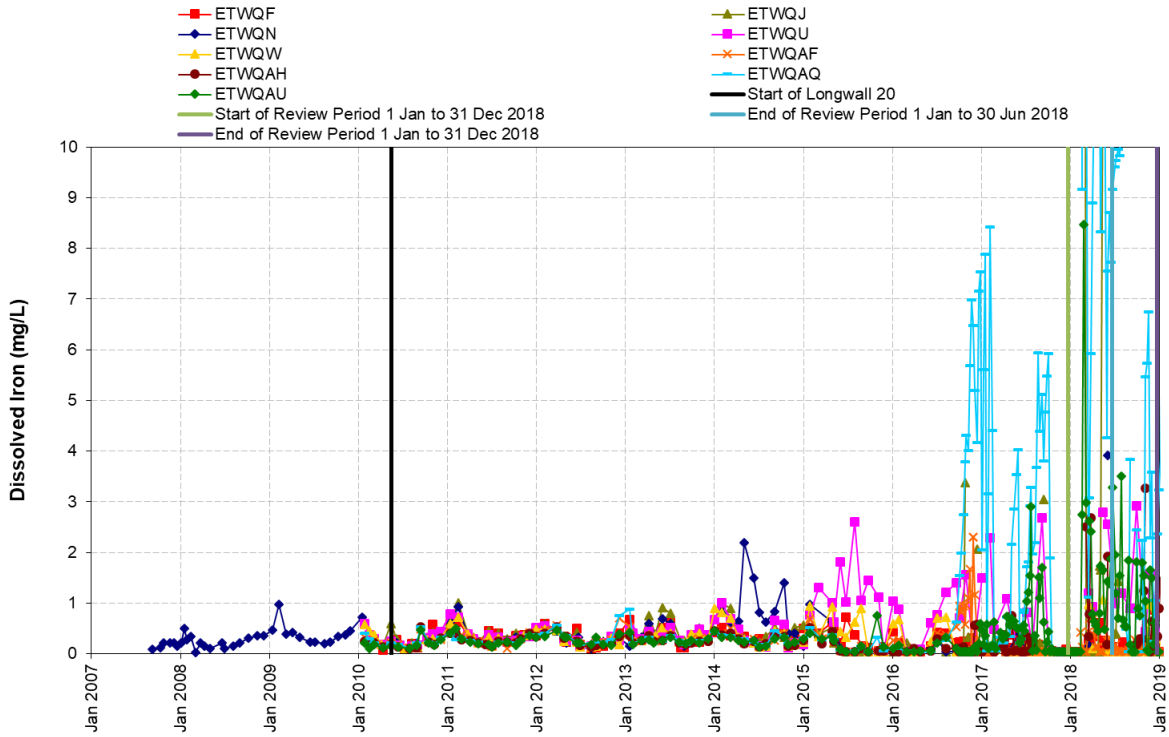 ETWQF
ETWQJ
ETWQN
ETWQU
ETWQW
ETWQAF
ETWQAH
ETWQAQ
ETWQAU
Start of Longwall 20
Start of Review Period 1 Jan to 31 Dec 2018
End of Review Period 1 Jan to 30 Jun 2018
End of Review Period 1 Jan to 31 Dec 2018
Dissolved Iron (mg/L)
10
9
8
7
6
5
4
3
2
1
0
Jan 2007
Jan 2008
Jan 2009
Jan 2010
Jan 2011
Jan 2012
Jan 2013
Jan 2014
Jan 2015
Jan 2016
Jan 2017
Jan 2018
Jan 2019